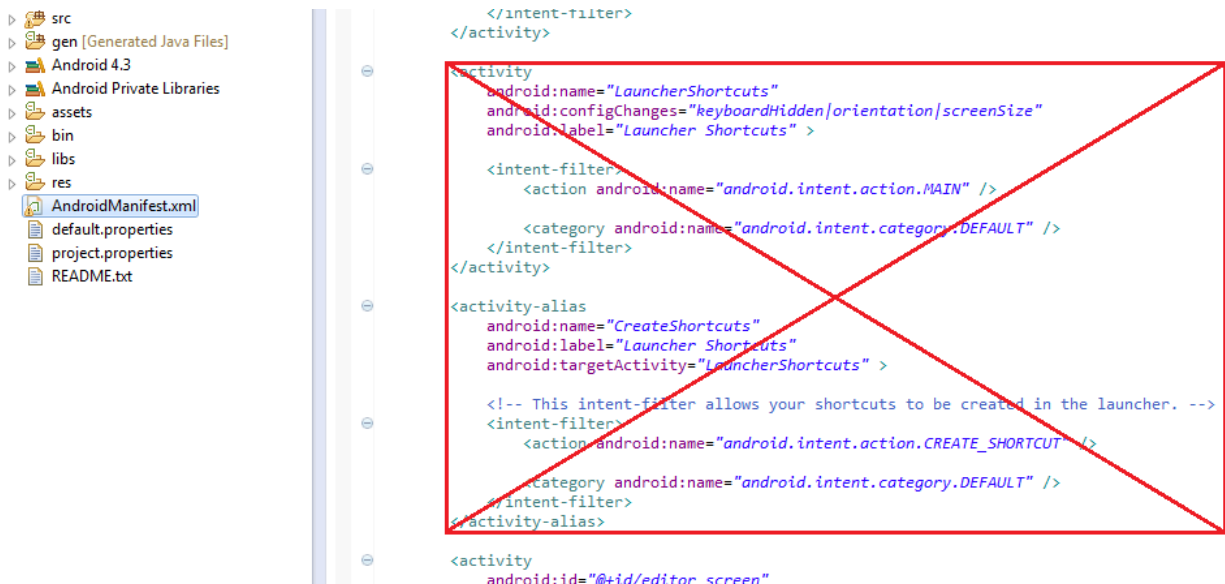 src
gen [Generated Java Files]
Android 4.3
Android Private Libraries
assets
bin
libs
res
AndroidManifest.xml
default.properties
project.properties
README.txt
</intent-filter>
</activity>
<activity
android:name="LauncherShortcuts"
android:configChanges="keyboardHidden|orientation|screenSize"
android:label="Launcher Shortcuts" >
<intent-filter>
<action android:name="android.intent.action.MAIN" />
<category android:name="android.intent.category.DEFAULT" />
</intent-filter>
</activity>
<activity-alias
android:name="CreateShortcuts"
android:label="Launcher Shortcuts"
android:targetActivity="LauncherShortcuts" >
<!-- This intent-filter allows your shortcuts to be created in the launcher. -->
<intent-filter>
<action android:name="android.intent.action.CREATE_SHORTCUT" />
<category android:name="android.intent.category.DEFAULT" />
</intent-filter>
</activity-alias>
<activity
android:id="@+id/editor_screen"